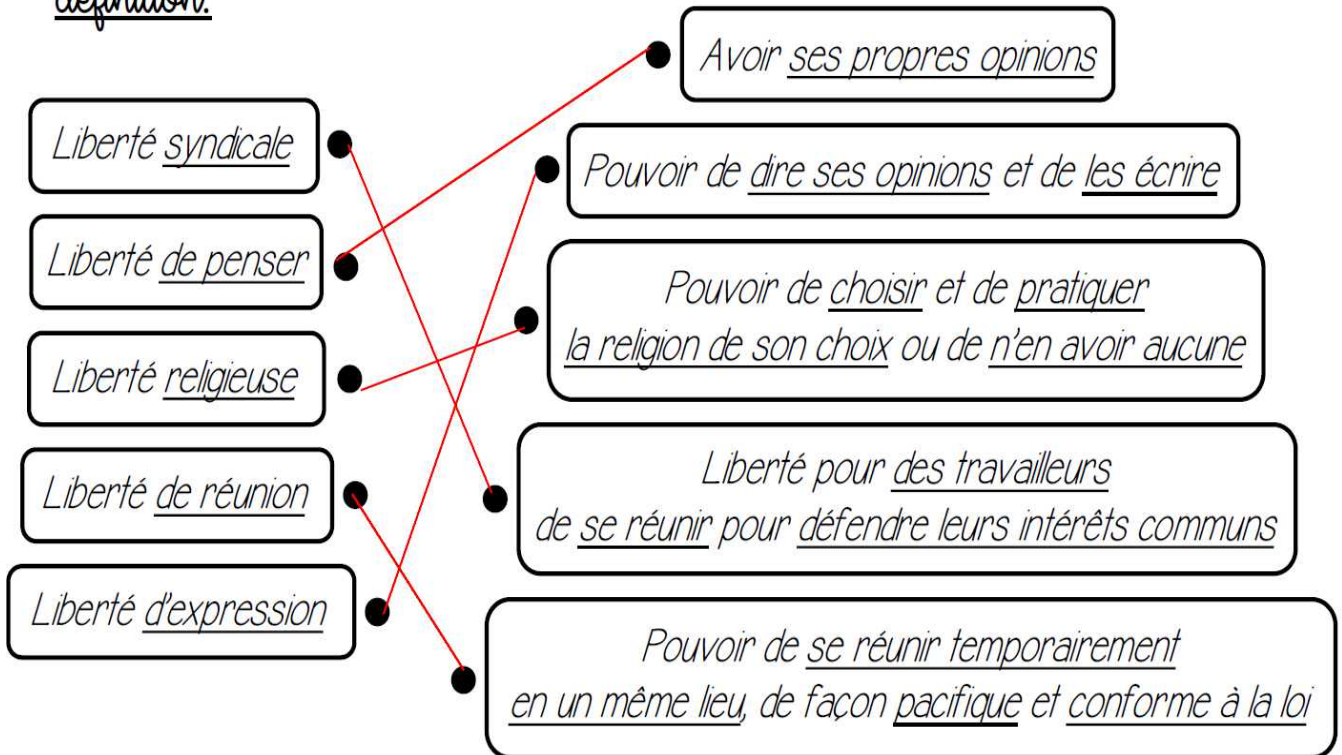 définition.
Liberté syndicale
Liberté de penser
Liberté religieuse
Liberté de réunion
Liberté d'expression
Avoir ses propres opinions
Pouvoir de dire ses opinions et de les écrire
Pouvoir de choisir et de pratiquer
la religion de son choix ou de n'en avoir aucune
Liberté pour des travailleurs
de se réunir pour défendre leurs intérêts communs
Pouvoir de se réunir temporairement
en un même lieu, de façon pacifique et conforme à la loi